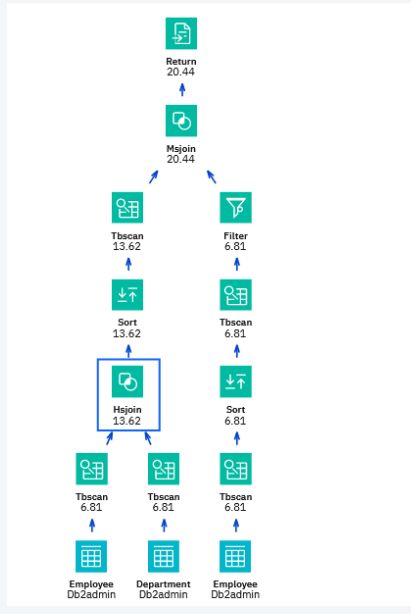 Return
20.44
Msjoin
20.44
Tbscan
13.62
Filter
6.81
Sort
13.62
Tbscan
6.81
Hsjoin
13.62
Sort
6.81
Tbscan
6.81
Tbscan
6.81
Tbscan
6.81
Employee
Db2admin
Department
Db2admin
Employee
Db2admin